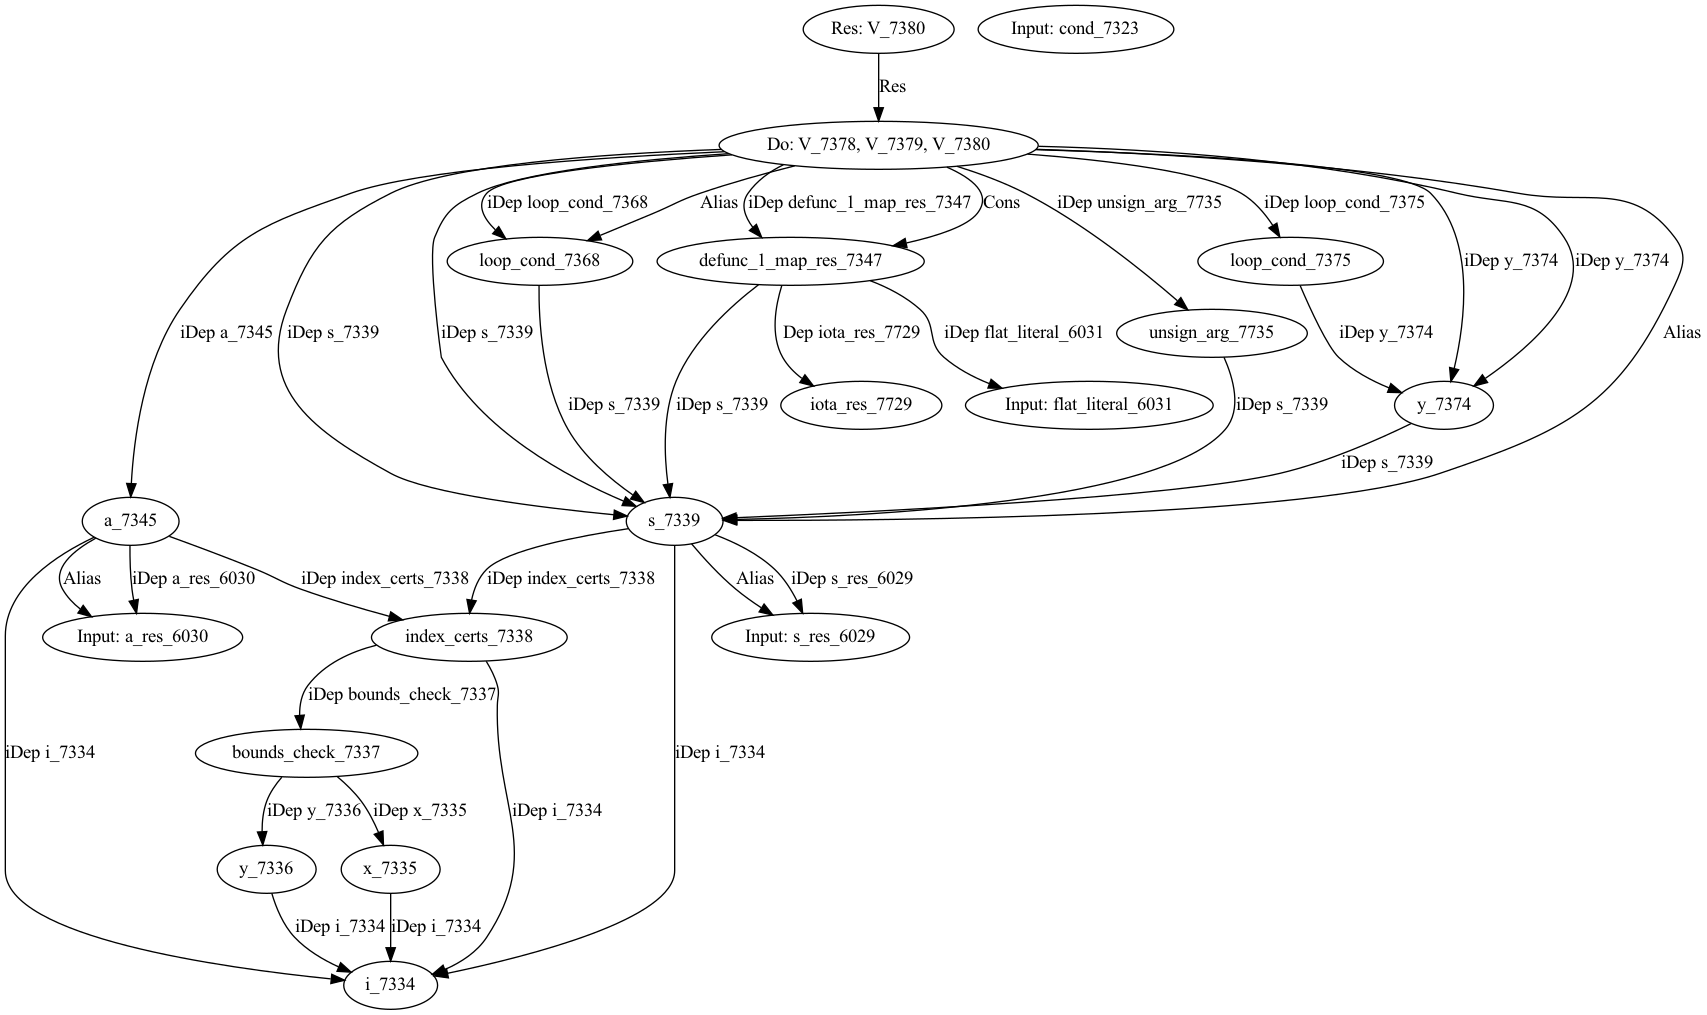 Res: V_7380
Input: cond_7323
Res
Do: V_7378, V_7379, V_7380
iDep loop_cond_7368
Alias
iDep defunc_1_map_res_7347
Cons
iDep unsign_arg_7735
iDep loop_cond_7375
loop_cond_7368
defunc_1_map_res_7347
loop_cond_7375
iDep y_7374
iDep y_7374
iDep a_7345
iDep s_7339
iDep s_7339
Dep iota_res_7729
iDep flat_literal_6031
unsign_arg_7735
iDep y_7374
Alias
iDep s_7339
iDep s_7339
iota_res_7729
Input: flat_literal_6031
iDep s_7339
y_7374
iDep s_7339
a_7345
s_7339
Alias
iDep a_res_6030
iDep index_certs_7338
iDep index_certs_7338
Alias
iDep s_res_6029
Input: a_res_6030
index_certs_7338
Input: s_res_6029
iDep bounds_check_7337
iDep i_7334
bounds_check_7337
iDep i_7334
iDep y_7336
iDep x_7335
iDep i_7334
y_7336
x_7335
iDep i_7334
iDep i_7334
i_7334